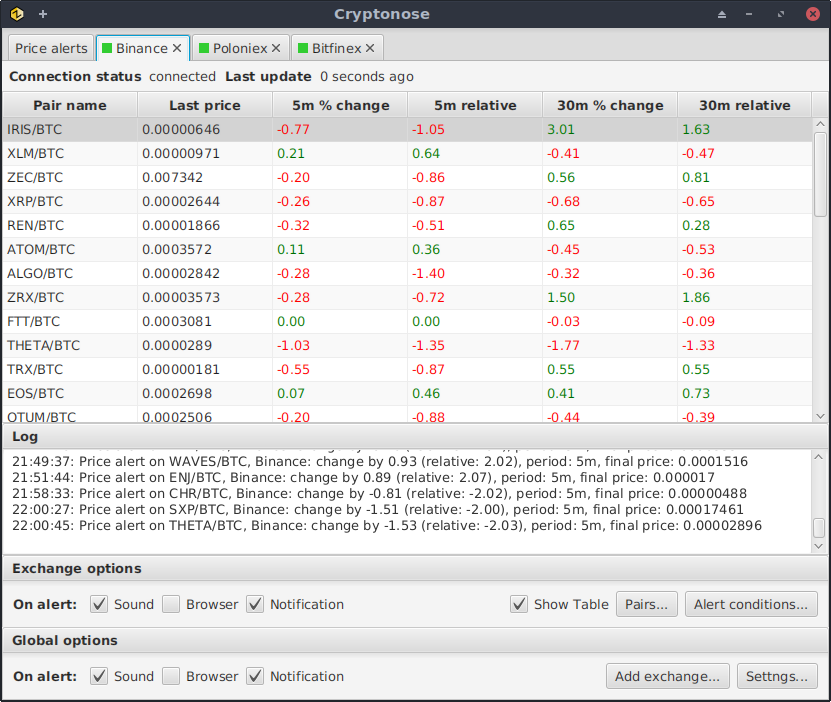 Cryptonose
Price alerts Binance Poloniex Bitfinex
Connection status connected Last update 0 seconds ago
Pair name Last price 5m % change 5m relative 30m % change 30m relative
IRIS/BTC 0.00000646 -0.77 -1.05 3.01 1.63
XLM/BTC 0.00000971 0.21 0.64 -0.41 -0.47
ZEC/BTC 0.007342 -0.20 -0.86 0.56 0.81
XRP/BTC 0.00002644 -0.26 -0.87 -0.68 -0.65
REN/BTC 0.00001866 -0.32 -0.51 0.65 0.28
ATOM/BTC 0.0003572 0.11 0.36 -0.45 -0.53
ALGO/BTC 0.00002842 -0.28 -1.40 -0.32 -0.36
ZRX/BTC 0.00003573 -0.28 -0.72 1.50 1.86
FTT/BTC 0.0003081 0.00 0.00 -0.03 -0.09
THETA/BTC 0.0000289 -1.03 -1.35 -1.77 -1.33
TRX/BTC 0.00000181 -0.55 -0.87 0.55 0.55
EOS/BTC 0.0002698 0.07 0.46 0.41 0.73
QTUM/BTC 0.0002506 -0.20 -0.88 -0.44 -0.39
Log
21:49:37: Price alert on WAVES/BTC, Binance: change by 0.93 (relative: 2.02), period: 5m, final price: 0.0001516
21:51:44: Price alert on ENJ/BTC, Binance: change by 0.89 (relative: 2.07), period: 5m, final price: 0.000017
21:58:33: Price alert on CHR/BTC, Binance: change by -0.81 (relative: -2.02), period: 5m, final price: 0.00000488
22:00:27: Price alert on SXP/BTC, Binance: change by -1.51 (relative: -2.00), period: 5m, final price: 0.00017461
22:00:45: Price alert on THETA/BTC, Binance: change by -1.53 (relative: -2.03), period: 5m, final price: 0.00002896
Exchange options
On alert: Sound Browser Notification Show Table Pairs... Alert conditions...
Global options
On alert: Sound Browser Notification Add exchange... Settngs...